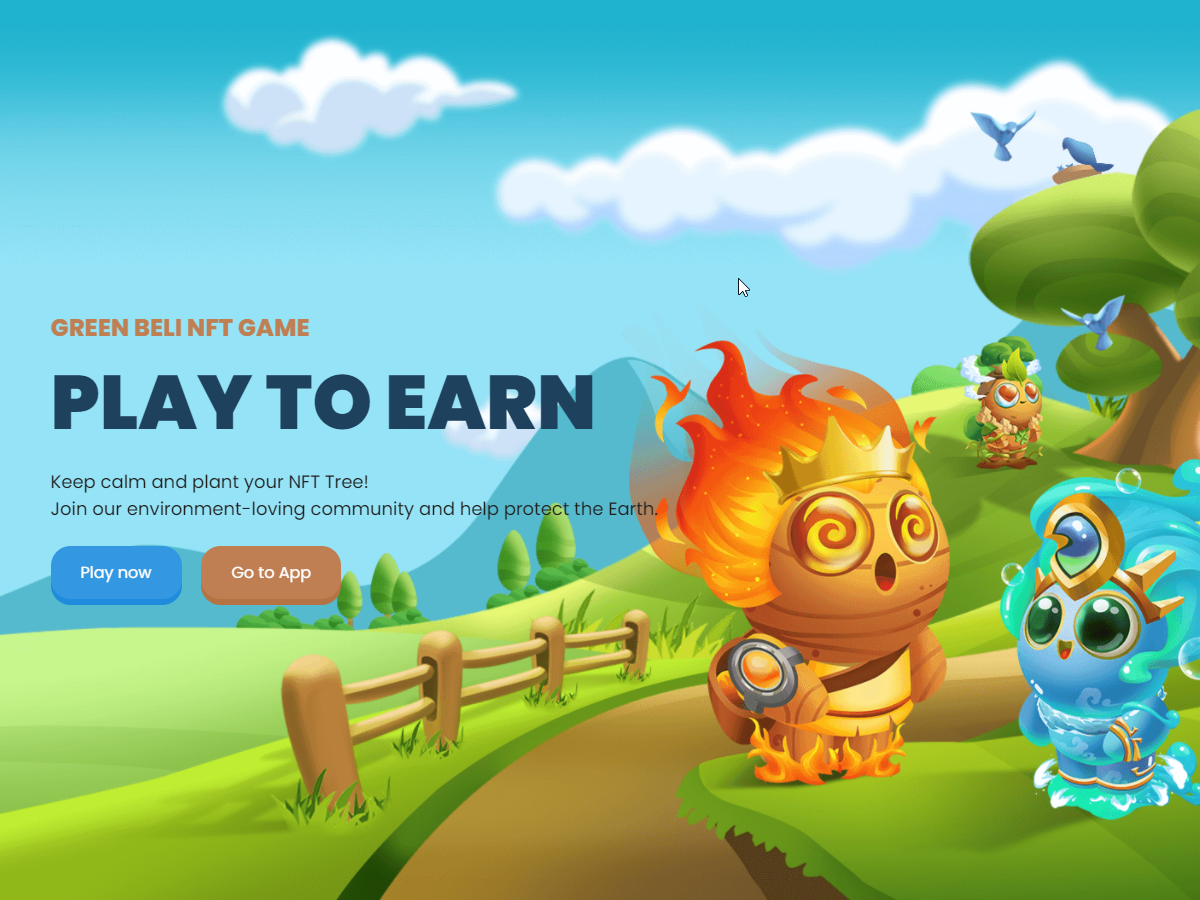 GREEN BELI NFT GAME
PLAY TO EARN
Keep calm and plant your NFT Tree!
Join our environment-loving community and help protect the Earth.
Play now
Go to App